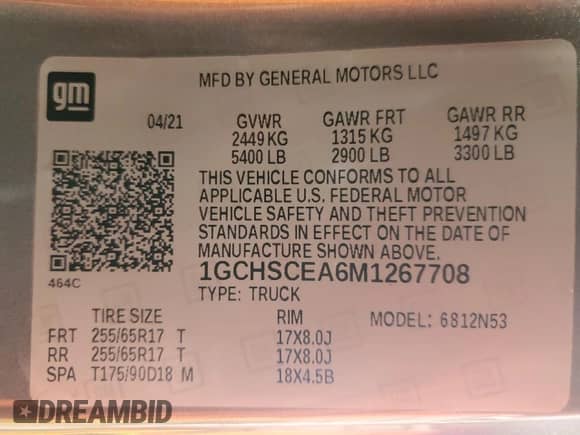 gm
MFD BY GENERAL MOTORS LLC
04/21 GVWR GAWR FRT GAWR RR
2449 KG 1315 KG 1497 KG
5400 LB 2900 LB 3300 LB
THIS VEHICLE CONFORMS TO ALL
APPLICABLE U.S. FEDERAL MOTOR
VEHICLE SAFETY AND THEFT PREVENTION
STANDARDS IN EFFECT ON THE DATE OF
MANUFACTURE SHOWN ABOVE.
464C
1GCHSCEA6M1267708
TYPE: TRUCK
TIRE SIZE RIM MODEL: 6812N53
FRT 255/65R17 T 17X8.0J
RR 255/65R17 T 17X8.0J
SPA T175/90D18 M 18X4.5B
DREAMBID